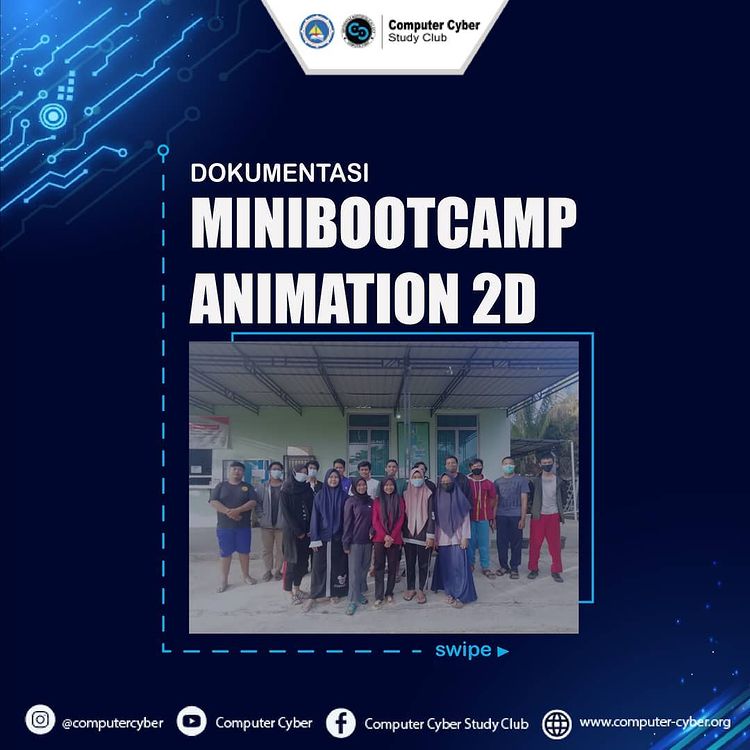 Computer Cyber
Study Club
DOKUMENTASI
MINIBOOTCAMP
ANIMATION 2D
swipe
@computercyber
Computer Cyber
Computer Cyber Study Club
www.computer-cyber.org